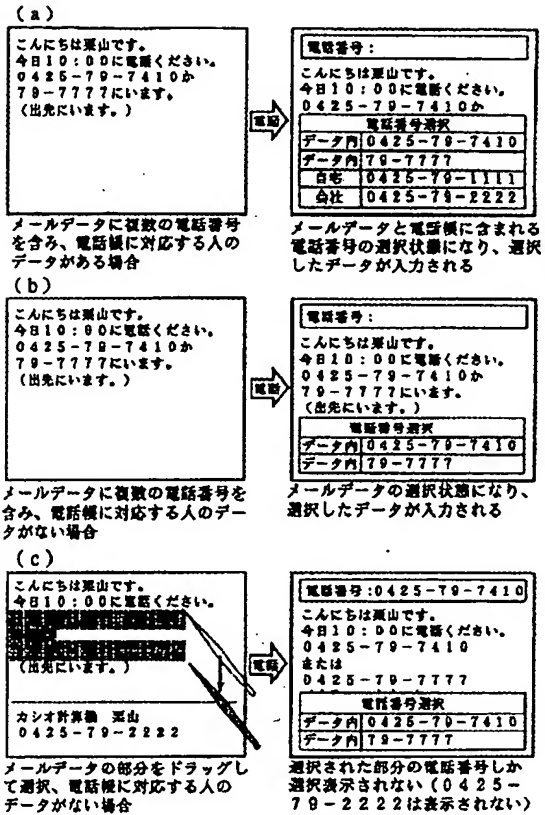 (a)
こんにちは栗山です。
今日10:00に電話ください。
0425-79-7410か
79-7777にいます。
(出先にいます。)
電話
電話番号:
こんにちは栗山です。
今日10:00に電話ください。
0425-79-7410か
電話番号選択
データ内 0425-79-7410
データ内 79-7777
自宅 0425-79-1111
会社 0425-79-2222
メールデータに複数の電話番号
を含み、電話帳に対応する人の
データがある場合
メールデータと電話帳に含まれる
電話番号の選択状態になり、選択
したデータが入力される
(b)
こんにちは栗山です。
今日10:00に電話ください。
0425-79-7410か
79-7777にいます。
(出先にいます。)
電話
電話番号:
こんにちは栗山です。
今日10:00に電話ください。
0425-79-7410か
79-7777にいます。
(出先にいます。)
電話番号選択
データ内 0425-79-7410
データ内 79-7777
メールデータに複数の電話番号を
含み、電話帳に対応する人のデー
タがない場合
メールデータの選択状態になり、
選択したデータが入力される
(c)
こんにちは栗山です。
今日10:00に電話ください。
(出先にいます。)
カシオ計算機 栗山
0425-79-2222
電話
電話番号:0425-79-7410
こんにちは栗山です。
今日10:00に電話ください。
0425-79-7410
または
0425-79-7777
電話番号選択
データ内 0425-79-7410
データ内 79-7777
メールデータの部分をドラッグし
て選択、電話帳に対応する人の
データがない場合
選択された部分の電話番号しか
選択表示されない(0425-
79-2222は表示されない)